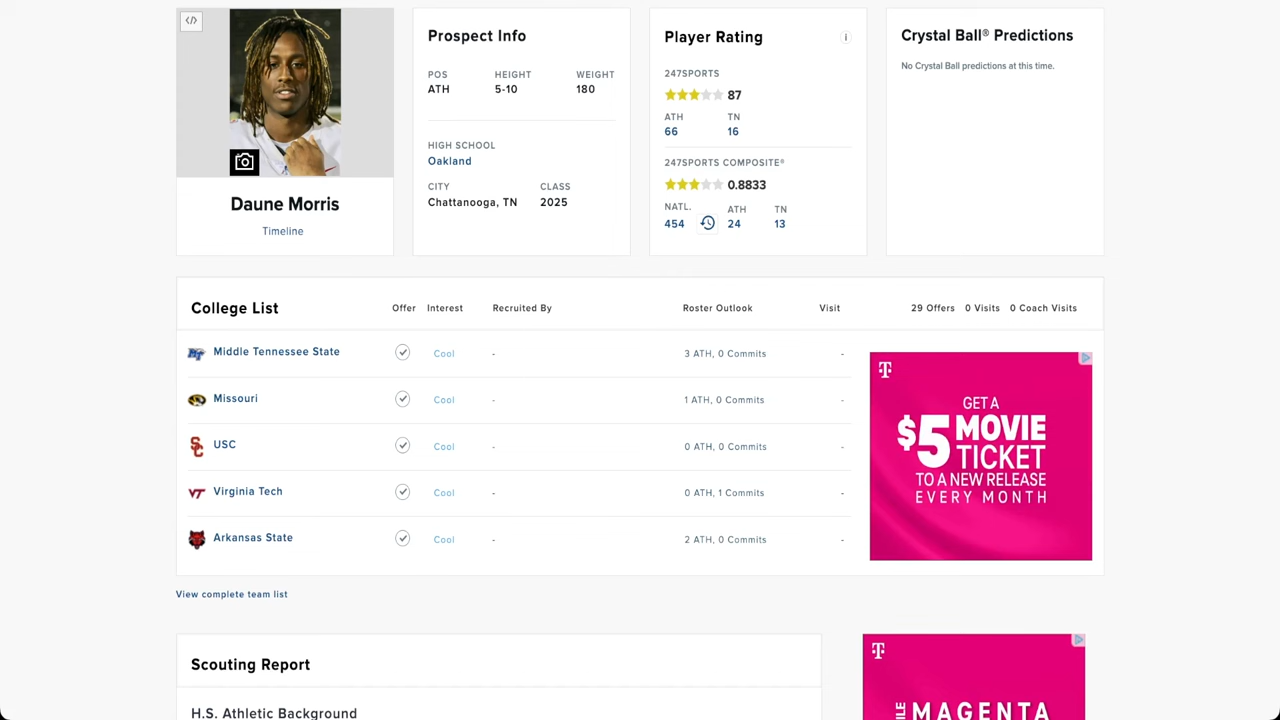 </>
Daune Morris
Timeline
Prospect Info
POS HEIGHT WEIGHT
ATH 5-10 180
HIGH SCHOOL
Oakland
CITY CLASS
Chattanooga, TN 2025
Player Rating i
247SPORTS
87
ATH TN
66 16
247SPORTS COMPOSITE®
0.8833
NATL. ATH TN
454 24 13
Crystal Ball® Predictions
No Crystal Ball predictions at this time.
College List Offer Interest Recruited By Roster Outlook Visit 29 Offers 0 Visits 0 Coach Visits
Middle Tennessee State Cool - 3 ATH, 0 Commits -
Missouri Cool - 1 ATH, 0 Commits -
SC USC Cool - 0 ATH, 0 Commits -
VT Virginia Tech Cool - 0 ATH, 1 Commits -
Arkansas State Cool - 2 ATH, 0 Commits -
T
GET A
$5 MOVIE
TICKET
TO A NEW RELEASE
EVERY MONTH
View complete team list
Scouting Report
H.S. Athletic Background
T
MAGENTA